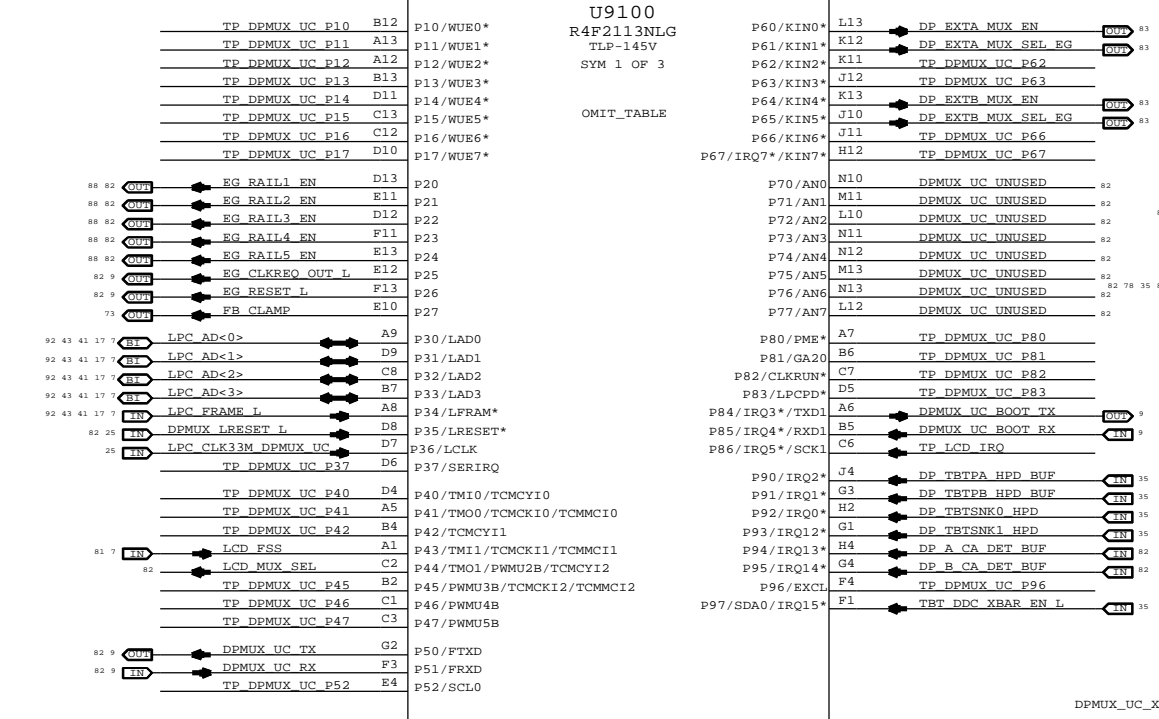 U9100
R4F2113NLG
TLP-145V
SYM 1 OF 3
OMIT_TABLE
TP_DPMUX_UC_P10 B12 P10/WUE0*
TP_DPMUX_UC_P11 A13 P11/WUE1*
TP_DPMUX_UC_P12 A12 P12/WUE2*
TP_DPMUX_UC_P13 B13 P13/WUE3*
TP_DPMUX_UC_P14 D11 P14/WUE4*
TP_DPMUX_UC_P15 C13 P15/WUE5*
TP_DPMUX_UC_P16 C12 P16/WUE6*
TP_DPMUX_UC_P17 D10 P17/WUE7*
88 82 OUT EG_RAIL1_EN D13 P20
88 82 OUT EG_RAIL2_EN E11 P21
88 82 OUT EG_RAIL3_EN D12 P22
88 82 OUT EG_RAIL4_EN F11 P23
88 82 OUT EG_RAIL5_EN E13 P24
82 9 OUT EG_CLKREQ_OUT_L E12 P25
82 9 OUT EG_RESET_L F13 P26
73 OUT FB_CLAMP E10 P27
92 43 41 17 7 BI LPC_AD<0> A9 P30/LAD0
92 43 41 17 7 BI LPC_AD<1> D9 P31/LAD1
92 43 41 17 7 BI LPC_AD<2> C8 P32/LAD2
92 43 41 17 7 BI LPC_AD<3> B7 P33/LAD3
92 43 41 17 7 IN LPC_FRAME_L A8 P34/LFRAM*
82 25 IN DPMUX_LRESET_L D8 P35/LRESET*
25 IN LPC_CLK33M_DPMUX_UC D7 P36/LCLK
TP_DPMUX_UC_P37 D6 P37/SERIRQ
TP_DPMUX_UC_P40 D4 P40/TMI0/TCMCYI0
TP_DPMUX_UC_P41 A5 P41/TMO0/TCMCKI0/TCMMCI0
TP_DPMUX_UC_P42 B4 P42/TCMCYI1
81 7 IN LCD_FSS A1 P43/TMI1/TCMCKI1/TCMMCI1
82 LCD_MUX_SEL C2 P44/TMO1/PWMU2B/TCMCYI2
TP_DPMUX_UC_P45 B2 P45/PWMU3B/TCMCKI2/TCMMCI2
TP_DPMUX_UC_P46 C1 P46/PWMU4B
TP_DPMUX_UC_P47 C3 P47/PWMU5B
82 9 OUT DPMUX_UC_TX G2 P50/FTXD
82 9 IN DPMUX_UC_RX F3 P51/FRXD
TP_DPMUX_UC_P52 E4 P52/SCL0
P60/KIN0* L13 DP_EXTA_MUX_EN OUT 83
P61/KIN1* K12 DP_EXTA_MUX_SEL_EG OUT 83
P62/KIN2* K11 TP_DPMUX_UC_P62
P63/KIN3* J12 TP_DPMUX_UC_P63
P64/KIN4* K13 DP_EXTB_MUX_EN OUT 83
P65/KIN5* J10 DP_EXTB_MUX_SEL_EG OUT 83
P66/KIN6* J11 TP_DPMUX_UC_P66
P67/IRQ7*/KIN7* H12 TP_DPMUX_UC_P67
P70/AN0 N10 DPMUX_UC_UNUSED 82
P71/AN1 M11 DPMUX_UC_UNUSED 82
P72/AN2 L10 DPMUX_UC_UNUSED 82
P73/AN3 N11 DPMUX_UC_UNUSED 82
P74/AN4 N12 DPMUX_UC_UNUSED 82
P75/AN5 M13 DPMUX_UC_UNUSED 82
P76/AN6 N13 DPMUX_UC_UNUSED 82
P77/AN7 L12 DPMUX_UC_UNUSED 82
82 78 35
P80/PME* A7 TP_DPMUX_UC_P80
P81/GA20 B6 TP_DPMUX_UC_P81
P82/CLKRUN* C7 TP_DPMUX_UC_P82
P83/LPCPD* D5 TP_DPMUX_UC_P83
P84/IRQ3*/TXD1 A6 DPMUX_UC_BOOT_TX OUT 9
P85/IRQ4*/RXD1 B5 DPMUX_UC_BOOT_RX IN 9
P86/IRQ5*/SCK1 C6 TP_LCD_IRQ
P90/IRQ2* J4 DP_TBTPA_HPD_BUF IN 35
P91/IRQ1* G3 DP_TBTPB_HPD_BUF IN 35
P92/IRQ0* H2 DP_TBTSNK0_HPD IN 35
P93/IRQ12* G1 DP_TBTSNK1_HPD IN 35
P94/IRQ13* H4 DP_A_CA_DET_BUF IN 82
P95/IRQ14* G4 DP_B_CA_DET_BUF IN 82
P96/EXCL F4 TP_DPMUX_UC_P96
P97/SDA0/IRQ15* F1 TBT_DDC_XBAR_EN_L IN 35
DPMUX_UC_X